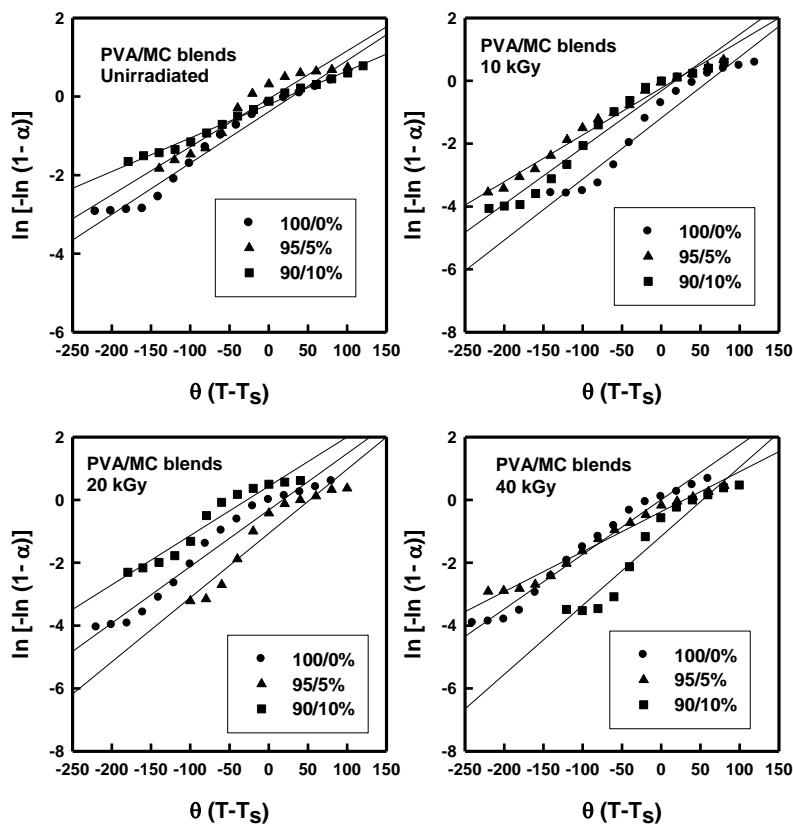 PVA/MC blends
Unirradiated
ln [-ln (1- α)]
2
0
-2
-4
-6
100/0%
95/5%
90/10%
-250 -200 -150 -100 -50 0 50 100 150
θ (T-TS)
PVA/MC blends
10 kGy
ln [-ln (1- α)]
2
0
-2
-4
-6
-8
100/0%
95/5%
90/10%
-250 -200 -150 -100 -50 0 50 100 150
θ (T-TS)
PVA/MC blends
20 kGy
ln [-ln (1- α)]
2
0
-2
-4
-6
-8
100/0%
95/5%
90/10%
-250 -200 -150 -100 -50 0 50 100 150
θ (T-TS)
PVA/MC blends
40 kGy
ln [-ln (1- α)]
2
0
-2
-4
-6
-8
100/0%
95/5%
90/10%
-250 -200 -150 -100 -50 0 50 100 150
θ (T-TS)